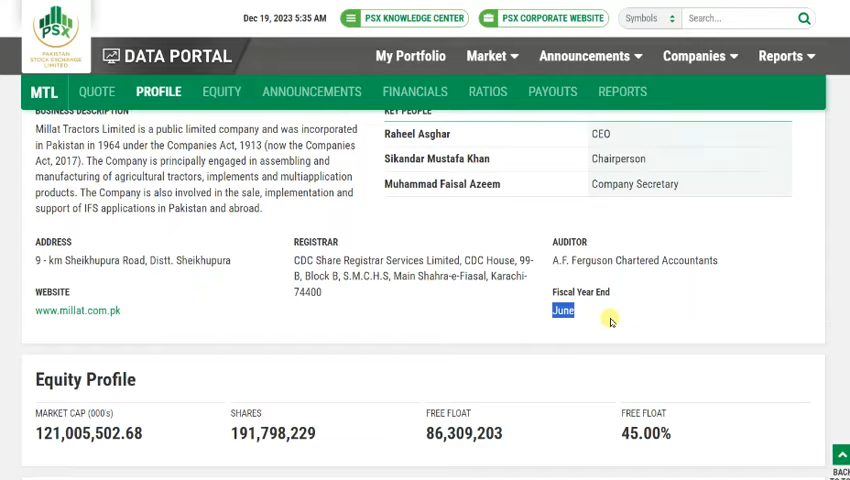 PSX
PAKISTAN
STOCK EXCHANGE
LIMITED
Dec 19, 2023 5:35 AM
PSX KNOWLEDGE CENTER
PSX CORPORATE WEBSITE
Symbols
Search...
DATA PORTAL
My Portfolio
Market
Announcements
Companies
Reports
MTL
QUOTE
PROFILE
EQUITY
ANNOUNCEMENTS
FINANCIALS
RATIOS
PAYOUTS
REPORTS
BUSINESS DESCRIPTION
Millat Tractors Limited is a public limited company and was incorporated
in Pakistan in 1964 under the Companies Act, 1913 (now the Companies
Act, 2017). The Company is principally engaged in assembling and
manufacturing of agricultural tractors, implements and multiapplication
products. The Company is also involved in the sale, implementation and
support of IFS applications in Pakistan and abroad.
KEY PEOPLE
Raheel Asghar CEO
Sikandar Mustafa Khan Chairperson
Muhammad Faisal Azeem Company Secretary
ADDRESS
9 - km Sheikhupura Road, Distt. Sheikhupura
WEBSITE
www.millat.com.pk
REGISTRAR
CDC Share Registrar Services Limited, CDC House, 99-
B, Block B, S.M.C.H.S, Main Shahra-e-Fiasal, Karachi-
74400
AUDITOR
A.F. Ferguson Chartered Accountants
Fiscal Year End
June
Equity Profile
MARKET CAP (000's)
121,005,502.68
SHARES
191,798,229
FREE FLOAT
86,309,203
FREE FLOAT
45.00%
BACK
TO TO